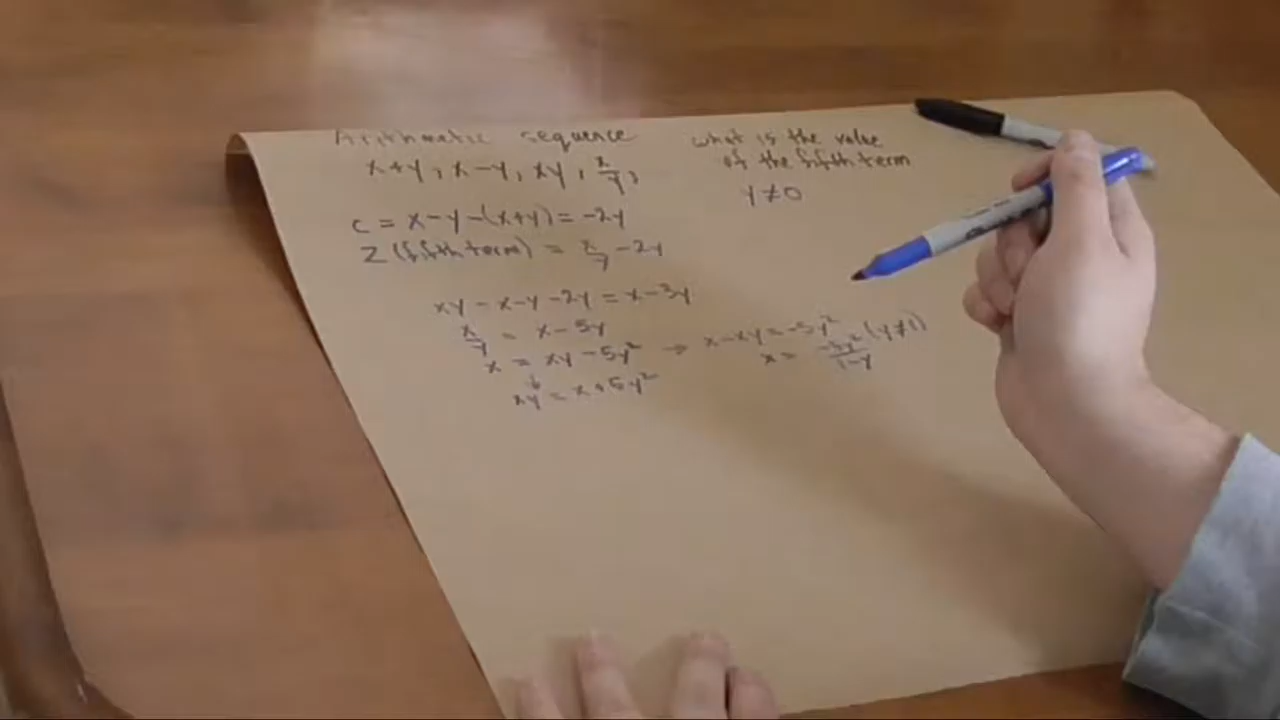 Arithmetic sequence
x+y, x-y, xy, x/y,
what is the value
of the fifth term
y≠0
c = x-y-(x+y) = -2y
Z (fifth term) = x/y -2y
xy = x-y-2y = x-3y
x/y = x-5y
x = xy-5y² → x-xy=-5y² (y≠1)
x = -5y²/1-y
xy = x+5y²